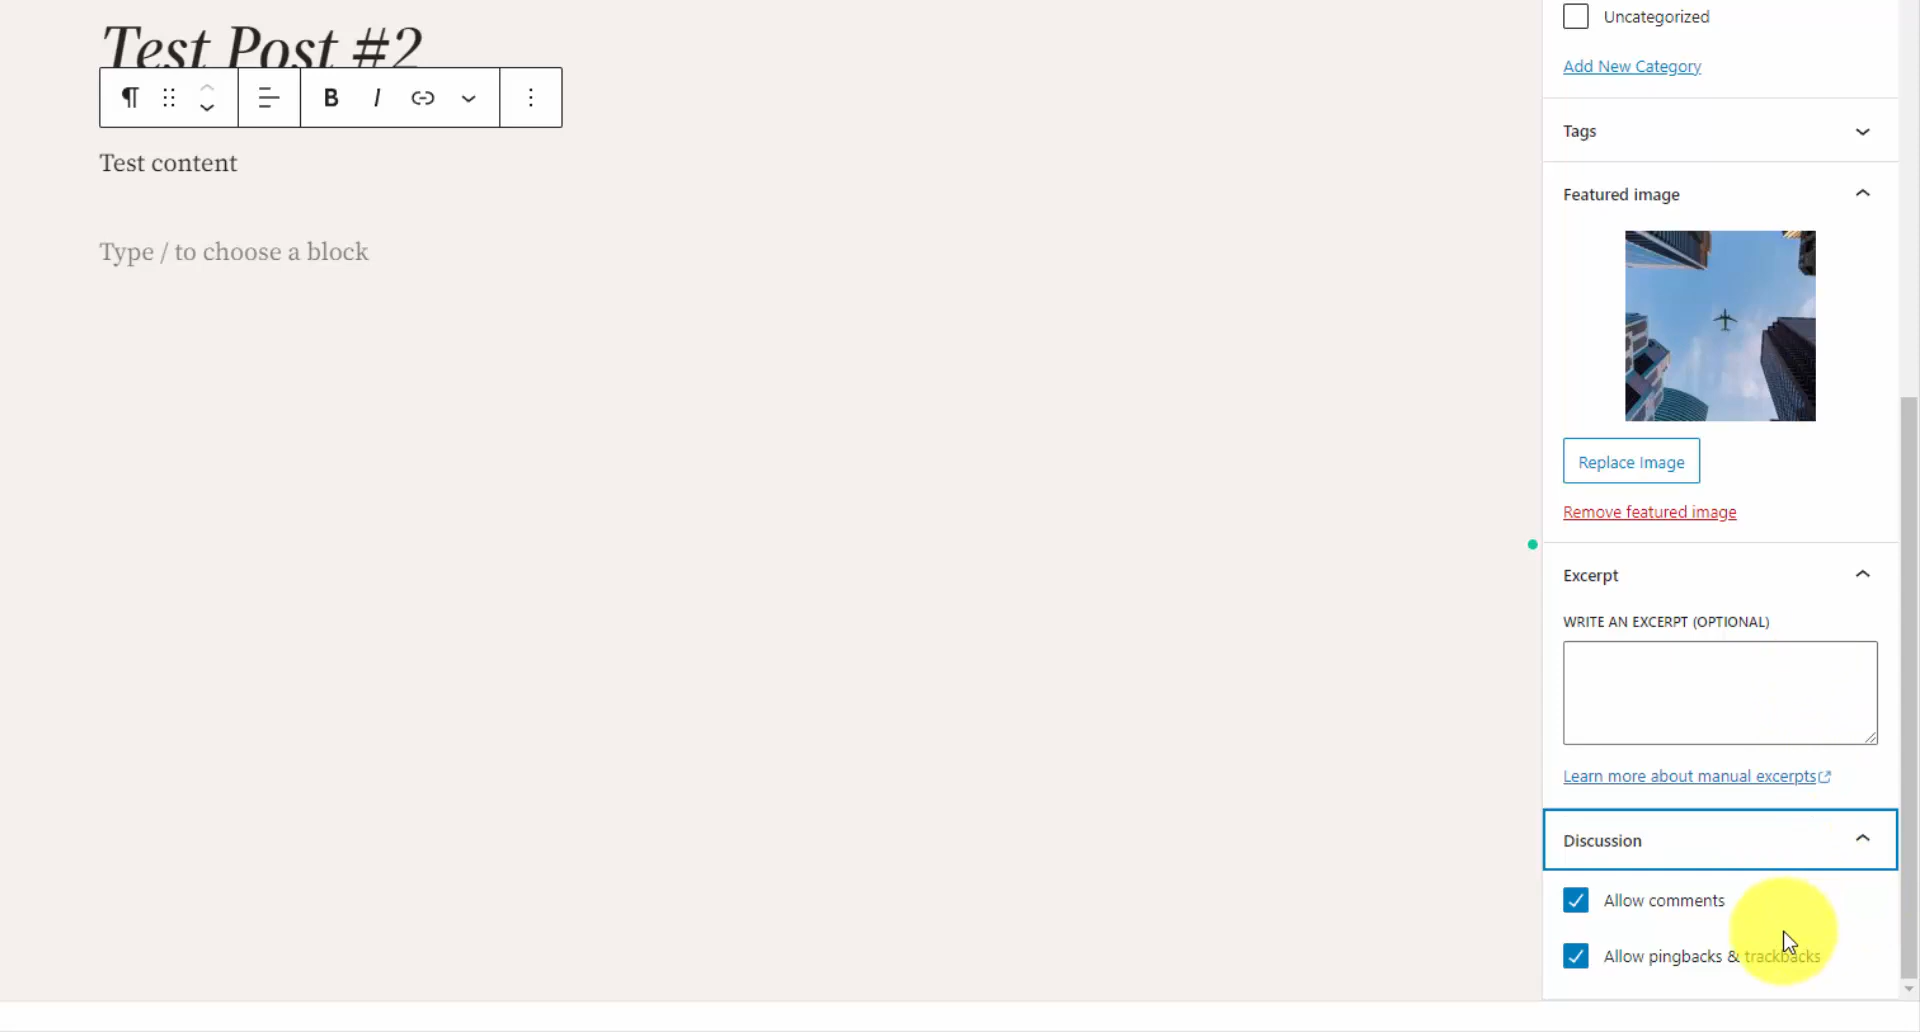 Test Post #2
B I
Test content
Type / to choose a block
Uncategorized
Add New Category
Tags
Featured image
Replace Image
Remove featured image
Excerpt
WRITE AN EXCERPT (OPTIONAL)
Learn more about manual excerpts
Discussion
Allow comments
Allow pingbacks & trackbacks